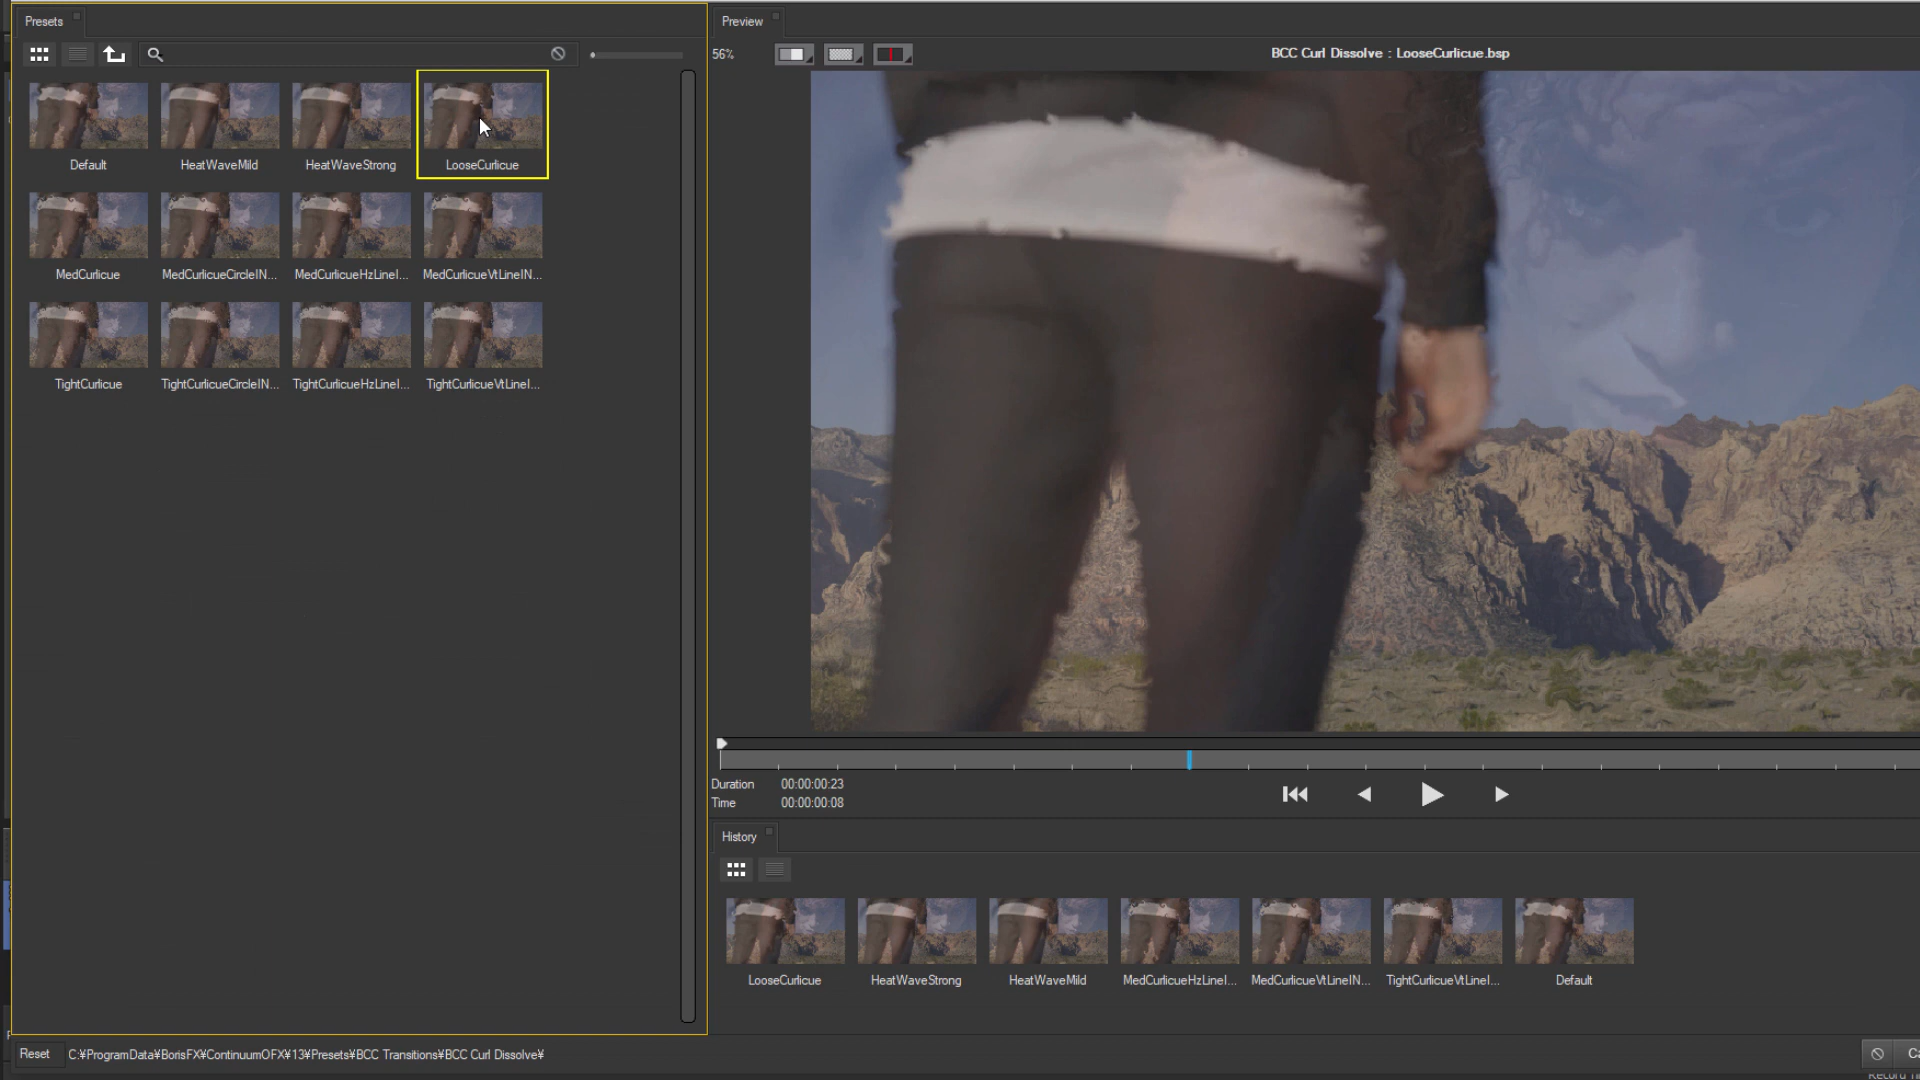 Presets
Preview
56%
BCC Curl Dissolve : LooseCurlicue.bsp
Default
HeatWaveMild
HeatWaveStrong
LooseCurlicue
MedCurlicue
MedCurlicueCircleIN...
MedCurlicueHzLineI...
MedCurlicueVtLineIN...
TightCurlicue
TightCurlicueCircleIN...
TightCurlicueHzLineI...
TightCurlicueVtLineI...
Duration 00:00:00:23
Time 00:00:00:08
History
LooseCurlicue
HeatWaveStrong
HeatWaveMild
MedCurlicueHzLineI...
MedCurlicueVtLineIN...
TightCurlicueVtLineI...
Default
Reset C:¥ProgramData¥BorisFX¥ContinuumOFX¥13¥Presets¥BCC Transitions¥BCC Curl Dissolve¥